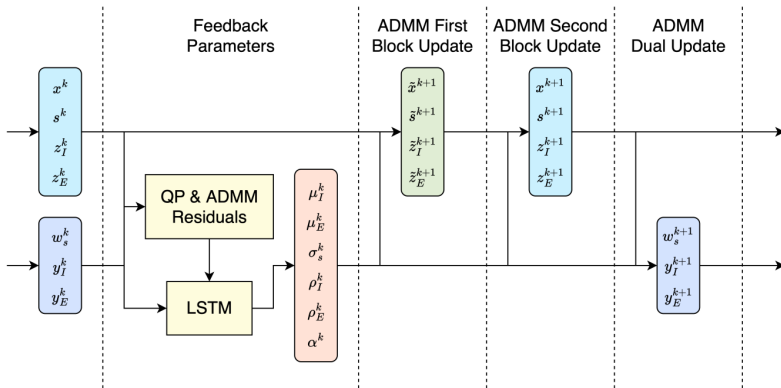 Feedback
Parameters
ADMM First
Block Update
ADMM Second
Block Update
ADMM
Dual Update
x^k
s^k
z_I^k
z_E^k
w_s^k
y_I^k
y_E^k
QP & ADMM
Residuals
LSTM
μ_I^k
μ_E^k
σ_s^k
ρ_I^k
ρ_E^k
α^k
x̃^{k+1}
s̃^{k+1}
z̃_I^{k+1}
z̃_E^{k+1}
x^{k+1}
s^{k+1}
z_I^{k+1}
z_E^{k+1}
w_s^{k+1}
y_I^{k+1}
y_E^{k+1}